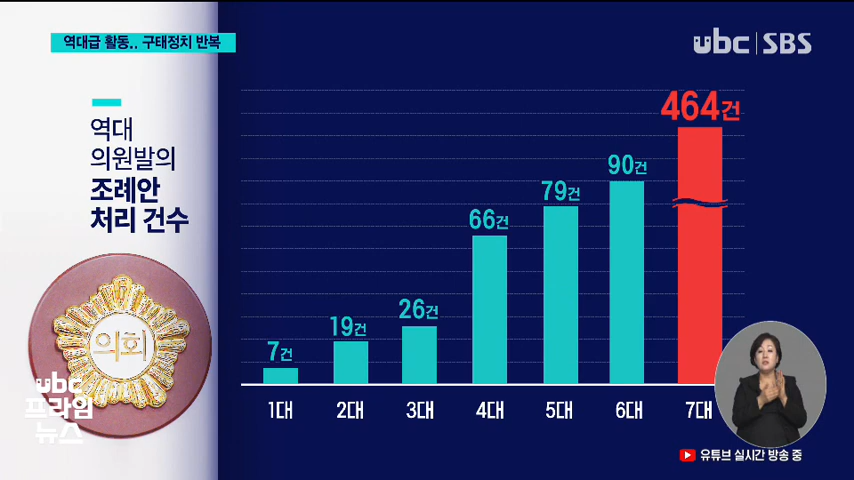 역대급 활동.. 구태정치 반복
ubc SBS
역대
의원발의
조례안
처리 건수
464건
90건
79건
66건
26건
19건
7건
의회
1대 2대 3대 4대 5대 6대 7대
ubc
프라임
뉴스
유튜브 실시간 방송 중